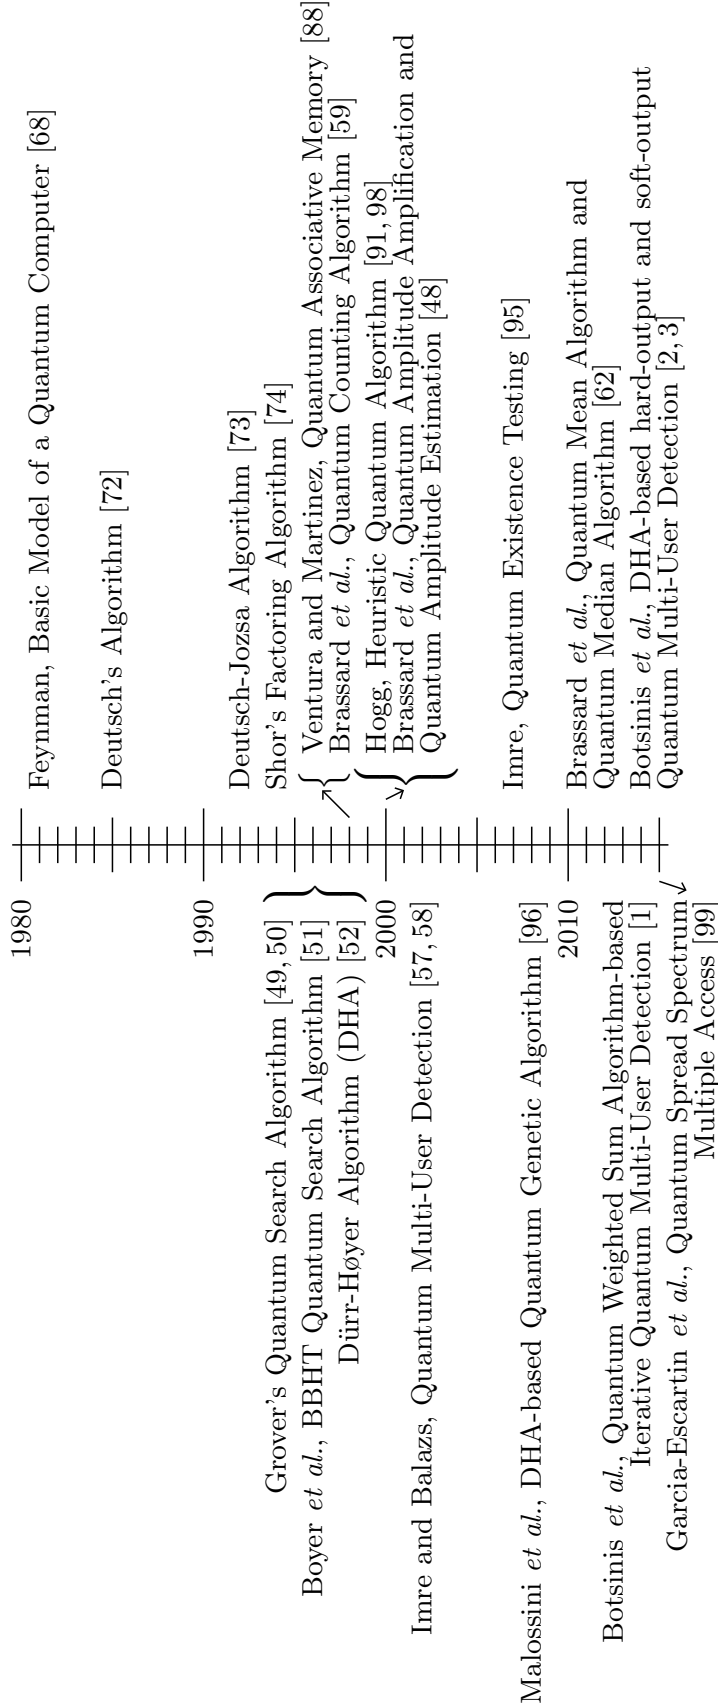 Feynman, Basic Model of a Quantum Computer [68]
Deutsch's Algorithm [72]
Deutsch-Jozsa Algorithm [73]
Shor's Factoring Algorithm [74]
Ventura and Martinez, Quantum Associative Memory [88]
Brassard et al., Quantum Counting Algorithm [59]
Hogg, Heuristic Quantum Algorithm [91, 98]
Brassard et al., Quantum Amplitude Amplification and
Quantum Amplitude Estimation [48]
Imre, Quantum Existence Testing [95]
Brassard et al., Quantum Mean Algorithm and
Quantum Median Algorithm [62]
Botsinis et al., DHA-based hard-output and soft-output
Quantum Multi-User Detection [2, 3]
1980
1990
2000
2010
Grover's Quantum Search Algorithm [49, 50]
Boyer et al., BBHT Quantum Search Algorithm [51]
Dürr-Høyer Algorithm (DHA) [52]
Imre and Balazs, Quantum Multi-User Detection [57, 58]
Malossini et al., DHA-based Quantum Genetic Algorithm [96]
Botsinis et al., Quantum Weighted Sum Algorithm-based
Iterative Quantum Multi-User Detection [1]
Garcia-Escartin et al., Quantum Spread Spectrum
Multiple Access [99]